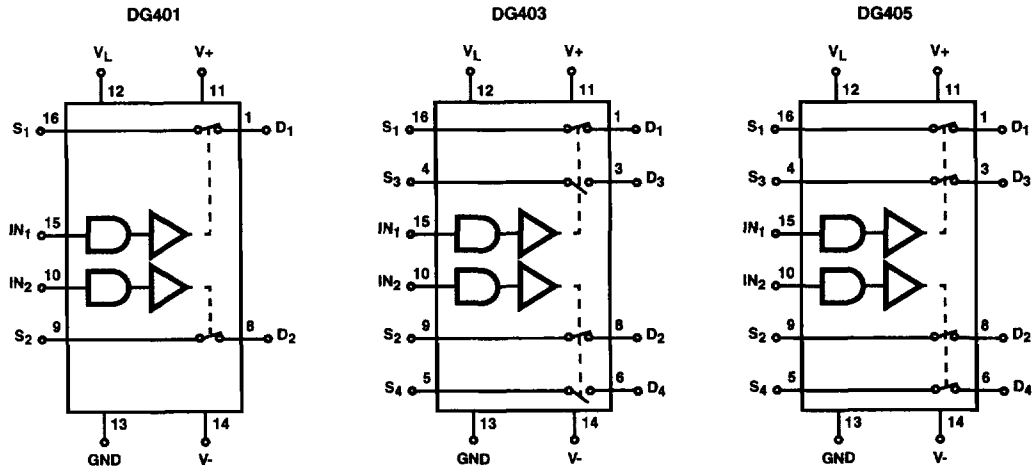 DG401
V_L V+
12 11
S₁ 16 1 D₁
IN₁ 15
IN₂ 10
S₂ 9 8 D₂
13 14
GND V-
DG403
V_L V+
12 11
S₁ 16 1 D₁
S₃ 4 3 D₃
IN₁ 15
IN₂ 10
S₂ 9 8 D₂
S₄ 5 6 D₄
13 14
GND V-
DG405
V_L V+
12 11
S₁ 16 1 D₁
S₃ 4 3 D₃
IN₁ 15
IN₂ 10
S₂ 9 8 D₂
S₄ 5 6 D₄
13 14
GND V-